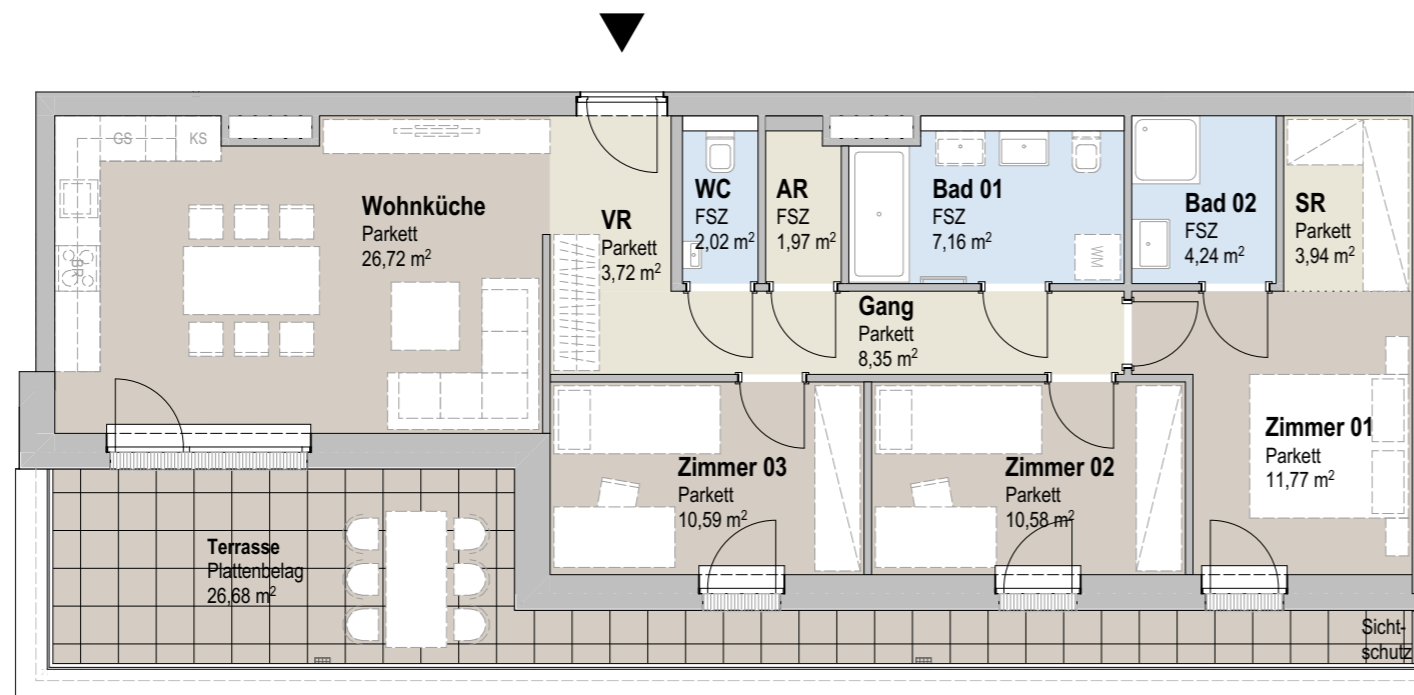 GS
KS
Wohnküche
Parkett
26,72 m²
BR
VR
Parkett
3,72 m²
WC
FSZ
2,02 m²
AR
FSZ
1,97 m²
Bad 01
FSZ
7,16 m²
WM
Bad 02
FSZ
4,24 m²
SR
Parkett
3,94 m²
Gang
Parkett
8,35 m²
Zimmer 01
Parkett
11,77 m²
Zimmer 03
Parkett
10,59 m²
Zimmer 02
Parkett
10,58 m²
Terrasse
Plattenbelag
26,68 m²
Sicht-
schutz